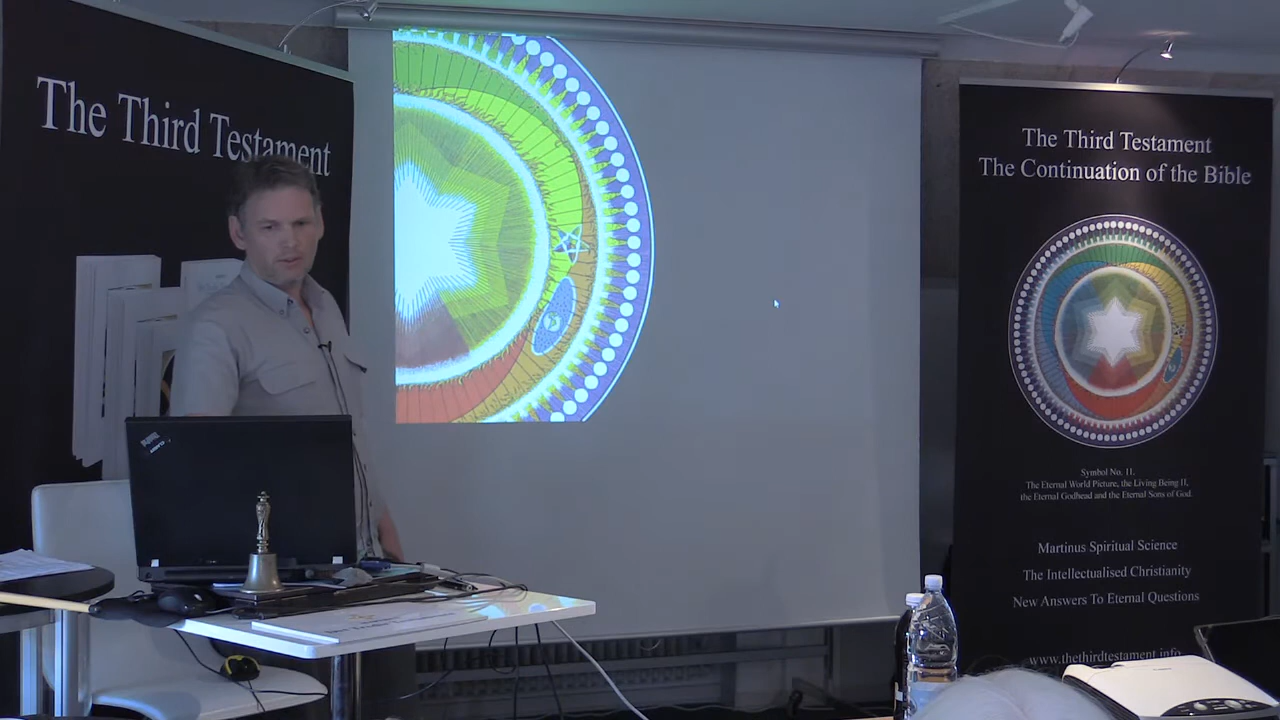 The Third Testament
The Third Testament
The Continuation of the Bible
Symbol No. 11.
The Eternal World Picture, the Living Being II,
the Eternal Godhead and the Eternal Sons of God
Martinus Spiritual Science
The Intellectualised Christianity
New Answers To Eternal Questions
www.thethirdtestament.info